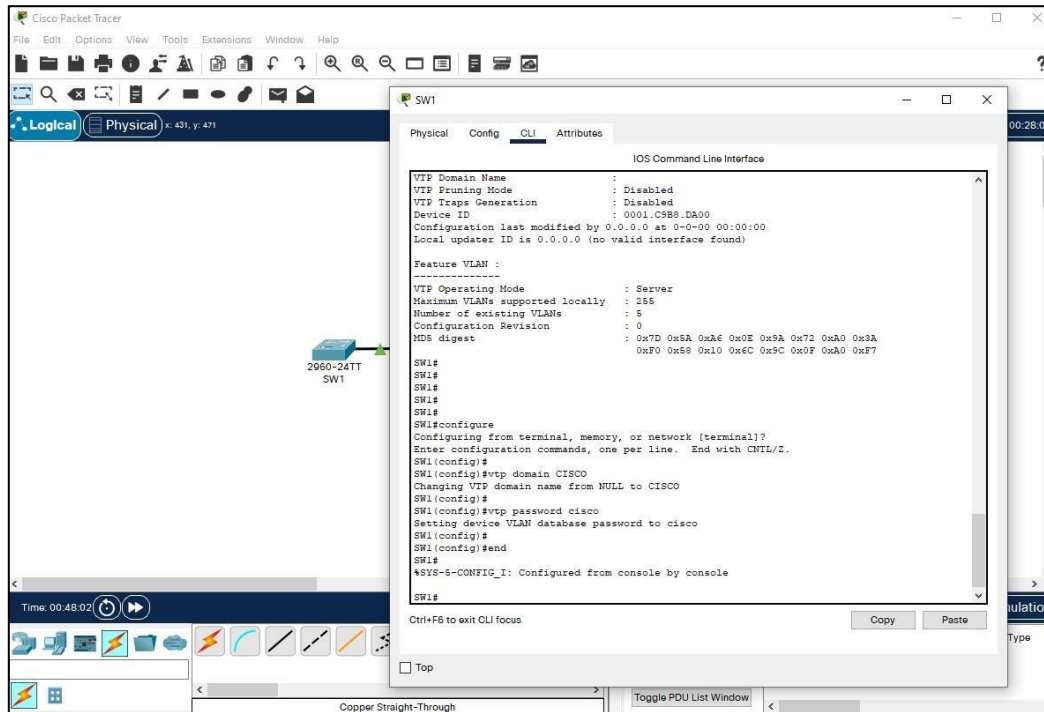 Cisco Packet Tracer
File Edit Options View Tools Extensions Window Help
Logical Physical x: 431, y: 471
00:28:0
2960-24TT
SW1
SW1
Physical Config CLI Attributes
IOS Command Line Interface
VTP Domain Name :
VTP Pruning Mode : Disabled
VTP Traps Generation : Disabled
Device ID : 0001.C9B8.DA00
Configuration last modified by 0.0.0.0 at 0-0-00 00:00:00
Local updater ID is 0.0.0.0 (no valid interface found)
Feature VLAN :
--------------
VTP Operating Mode : Server
Maximum VLANs supported locally : 255
Number of existing VLANs : 5
Configuration Revision : 0
MD5 digest : 0x7D 0x5A 0xA6 0x0E 0x9A 0x72 0xA0 0x3A
0xF0 0x58 0x10 0x6C 0x9C 0x0F 0xA0 0xF7
SW1#
SW1#
SW1#
SW1#
SW1#
SW1#configure
Configuring from terminal, memory, or network [terminal]?
Enter configuration commands, one per line. End with CNTL/Z.
SW1(config)#
SW1(config)#vtp domain CISCO
Changing VTP domain name from NULL to CISCO
SW1(config)#
SW1(config)#vtp password cisco
Setting device VLAN database password to cisco
SW1(config)#
SW1(config)#end
SW1#
%SYS-5-CONFIG_I: Configured from console by console
SW1#
Ctrl+F6 to exit CLI focus
Copy Paste
Top
Time: 00:48:02
nulatio
Type
Toggle PDU List Window
Copper Straight-Through